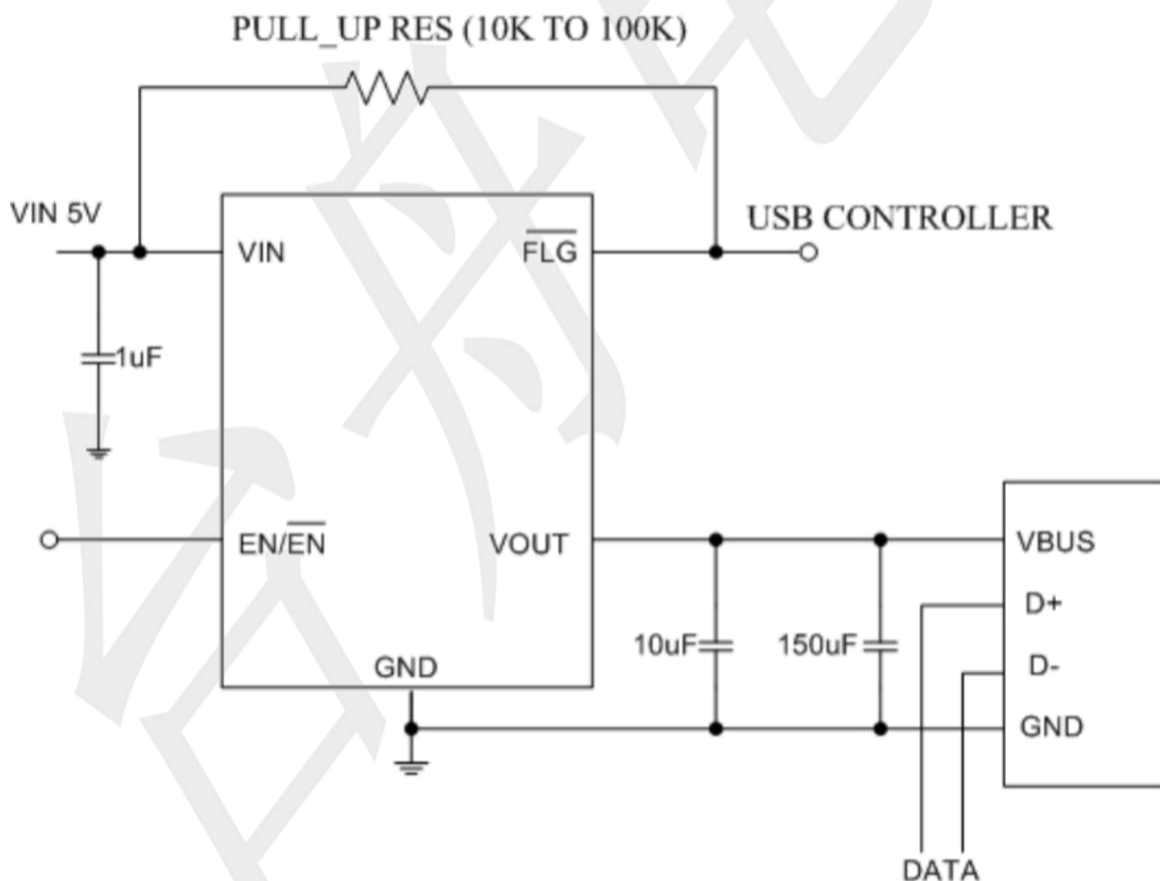 PULL_UP RES (10K TO 100K)
VIN 5V
USB CONTROLLER
VIN
FLG
1uF
EN/EN
VOUT
VBUS
D+
10uF
150uF
D-
GND
GND
DATA